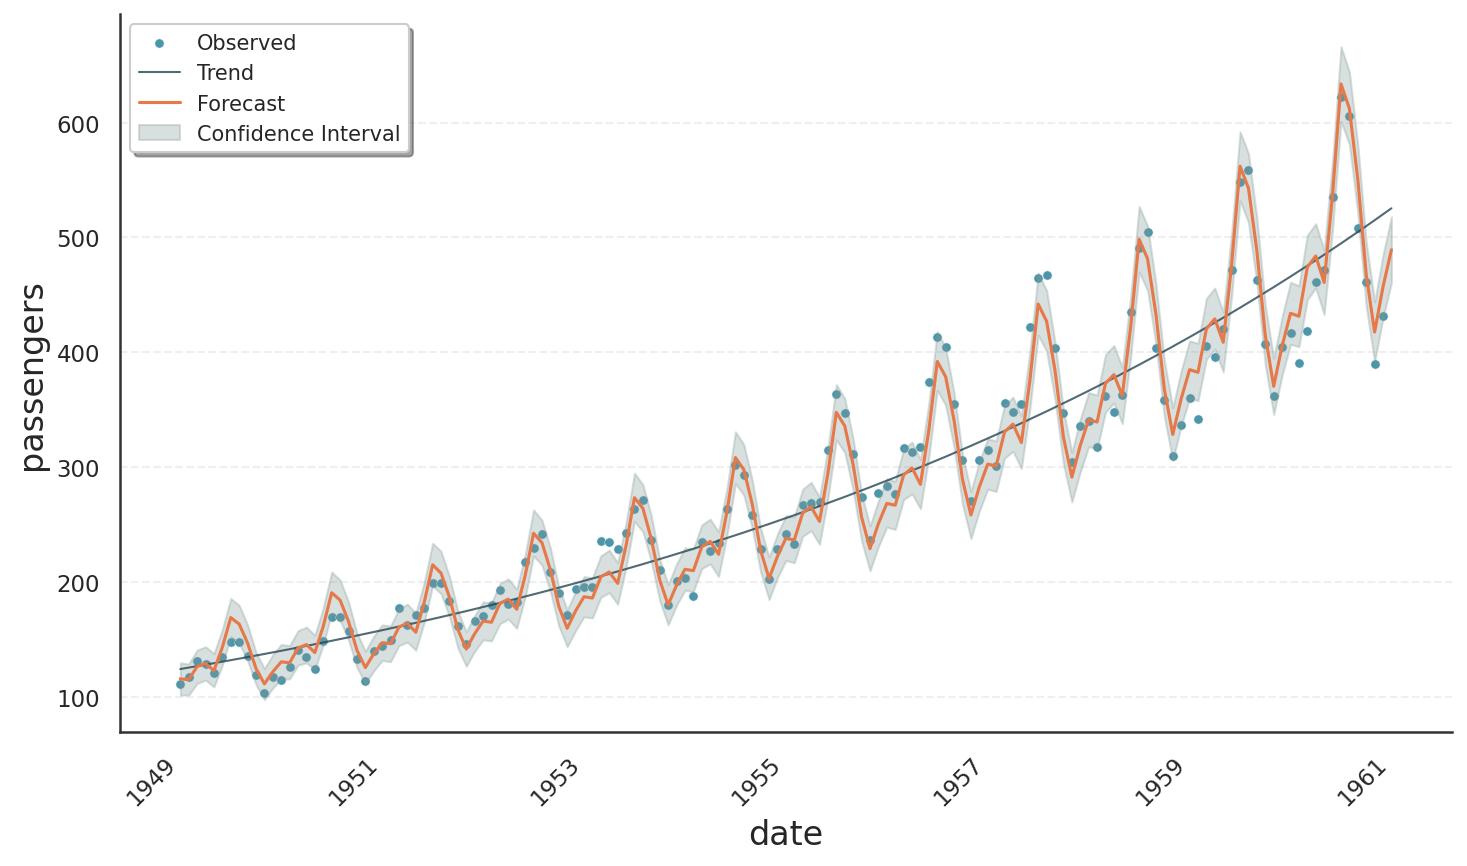 Observed
Trend
Forecast
Confidence Interval
passengers
600
500
400
300
200
100
1949
1951
1953
1955
1957
1959
1961
date